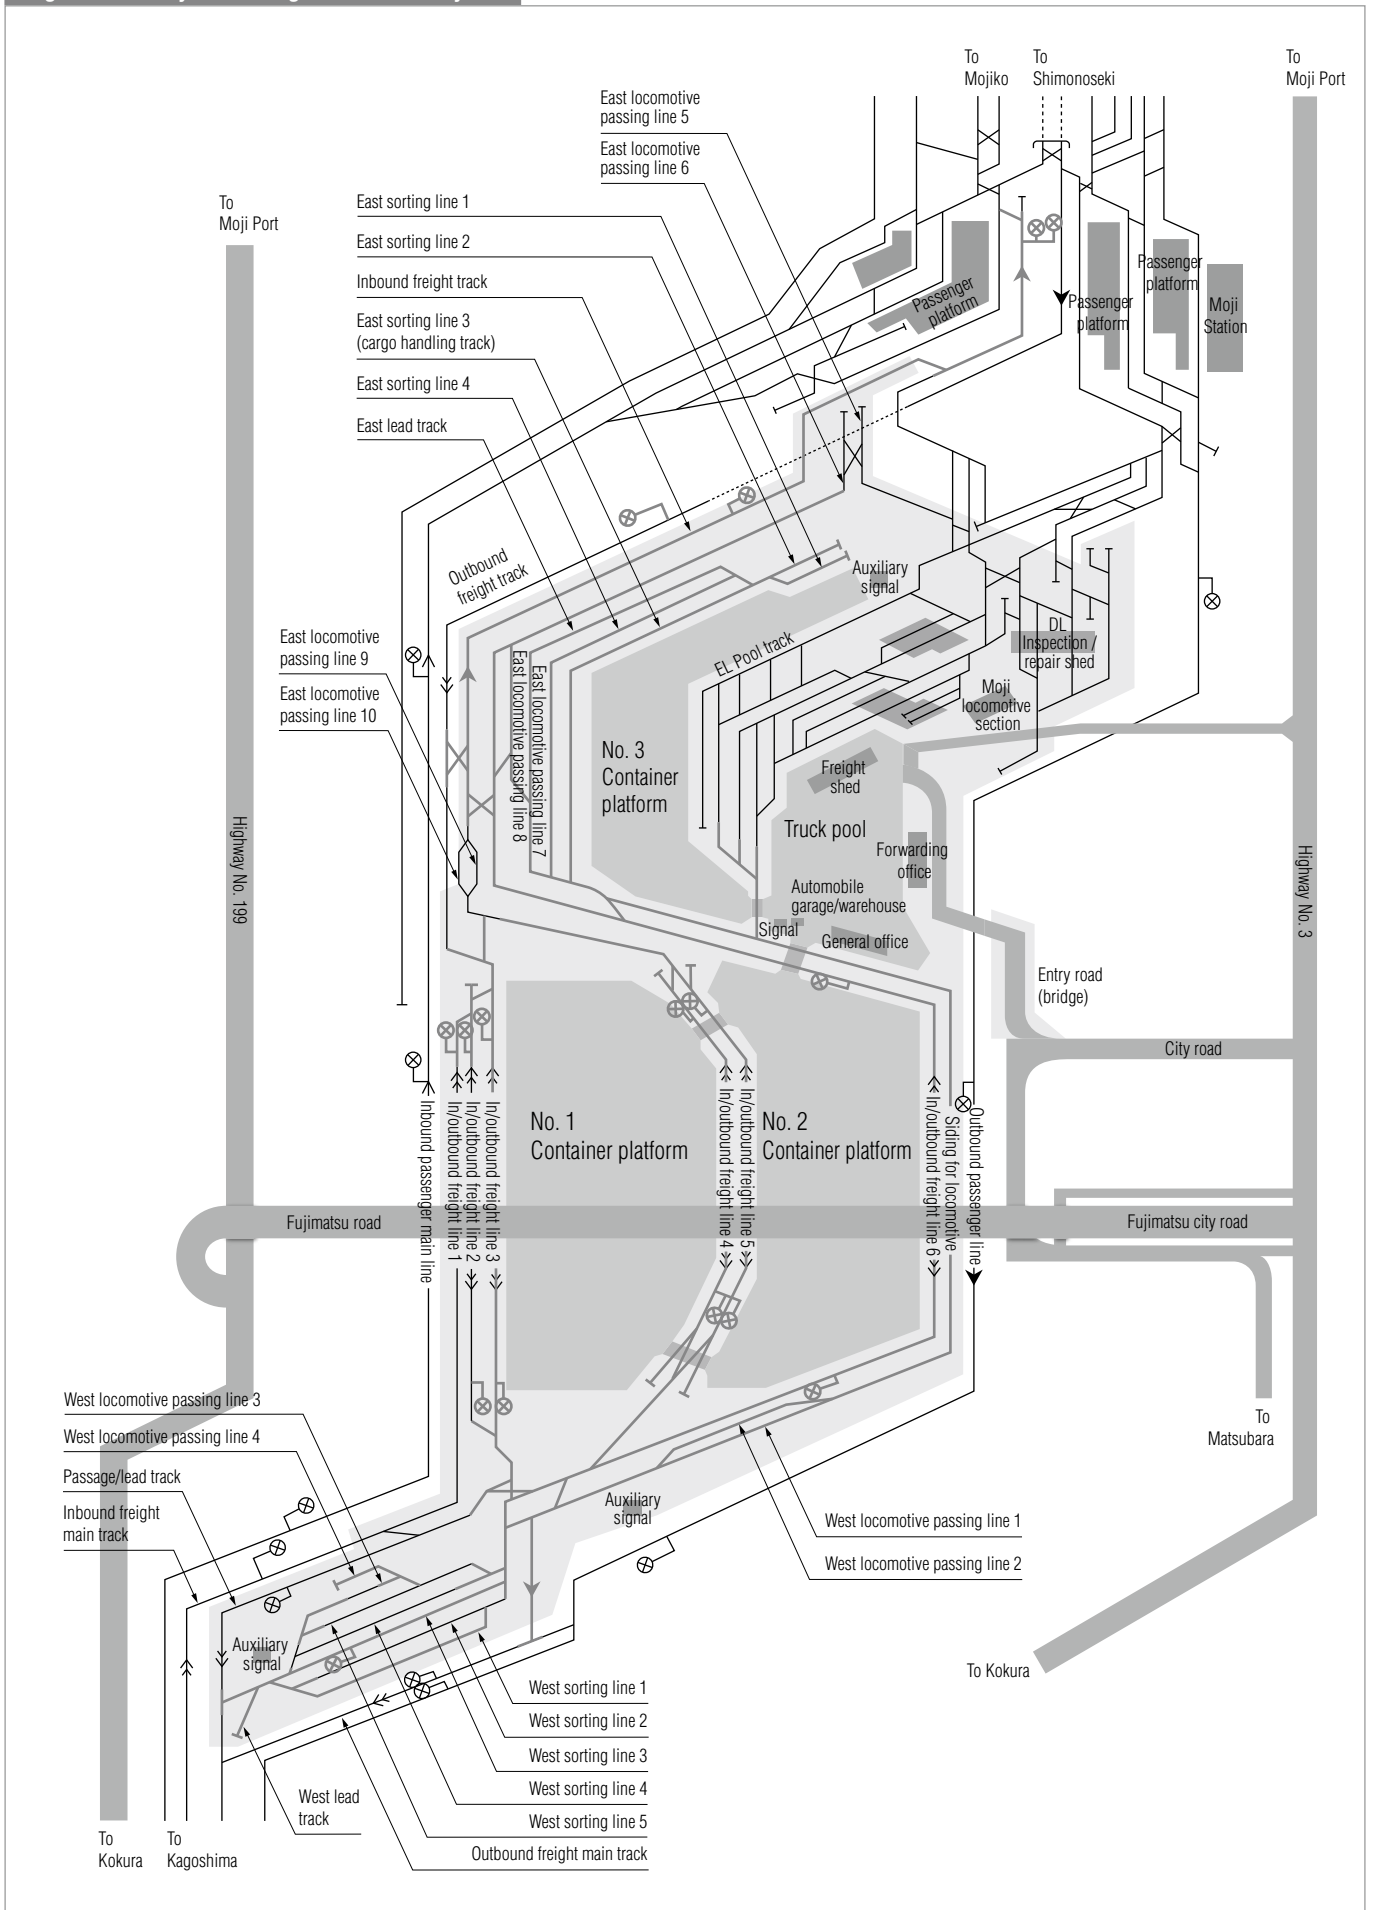 To
Mojiko
To
Shimonoseki
To
Moji Port
East locomotive
passing line 5
East locomotive
passing line 6
To
Moji Port
East sorting line 1
East sorting line 2
Inbound freight track
East sorting line 3
(cargo handling track)
East sorting line 4
East lead track
Passenger
platform
Passenger
platform
Passenger
platform
Moji
Station
Outbound
freight track
Auxiliary
signal
East locomotive
passing line 9
East locomotive
passing line 10
East locomotive passing line 7
East locomotive passing line 8
EL Pool track
DL
Inspection /
repair shed
Moji
locomotive
section
No. 3
Container
platform
Freight
shed
Truck pool
Forwarding
office
Automobile
garage/warehouse
Signal
General office
Highway No. 199
Highway No. 3
Entry road
(bridge)
City road
Inbound passenger main line
In/outbound freight line 1
In/outbound freight line 2
In/outbound freight line 3
No. 1
Container platform
In/outbound freight line 4
In/outbound freight line 5
No. 2
Container platform
In/outbound freight line 6
Siding for locomotive
Outbound passenger line
Fujimatsu road
Fujimatsu city road
West locomotive passing line 3
West locomotive passing line 4
Passage/lead track
Inbound freight
main track
To
Matsubara
Auxiliary
signal
West locomotive passing line 1
West locomotive passing line 2
Auxiliary
signal
To Kokura
West sorting line 1
West sorting line 2
West sorting line 3
West sorting line 4
West sorting line 5
Outbound freight main track
West lead
track
To
Kokura
To
Kagoshima